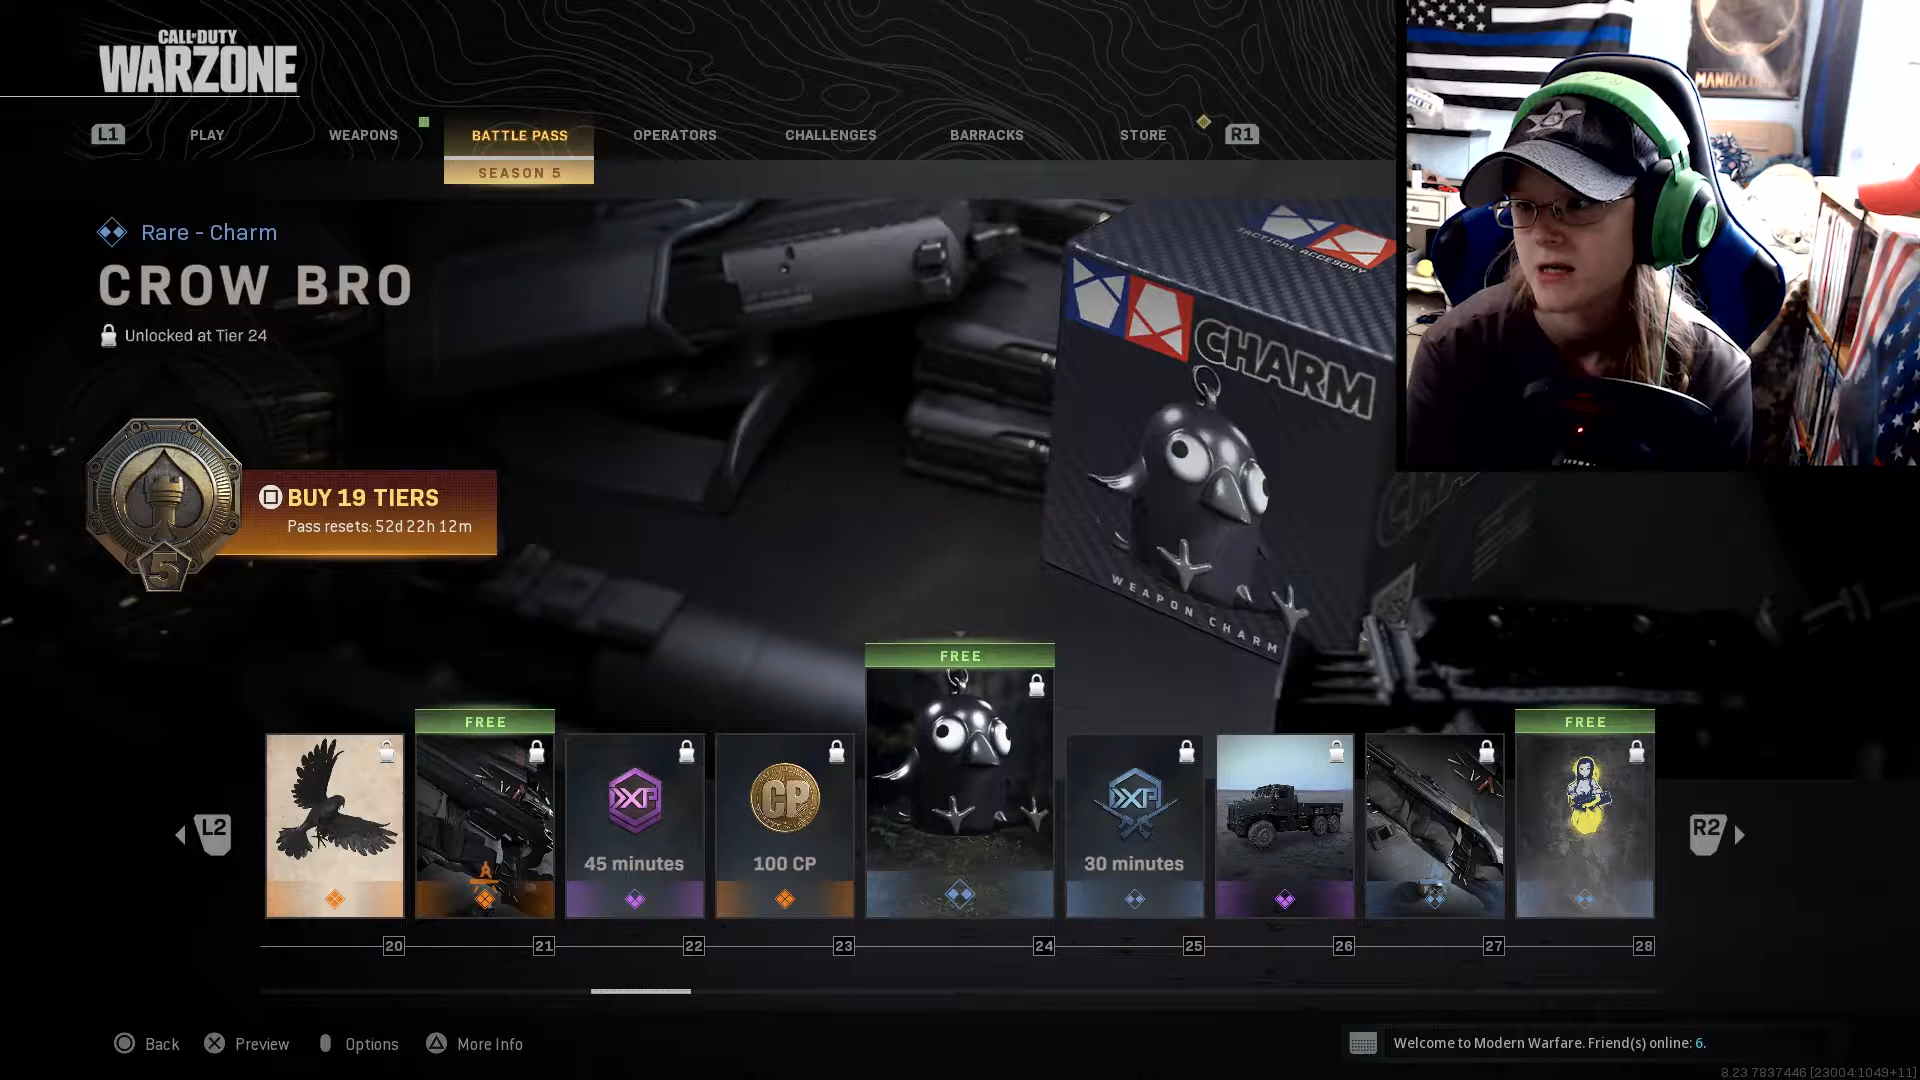 CALL OF DUTY
WARZONE
L1
PLAY
WEAPONS
BATTLE PASS
OPERATORS
CHALLENGES
BARRACKS
STORE
R1
SEASON 5
Rare - Charm
CROW BRO
Unlocked at Tier 24
BUY 19 TIERS
Pass resets: 52d 22h 12m
5
TACTICAL ACCESORY
CHARM
WEAPON CHARM
MANDALO
FREE
FREE
FREE
L2
2XP
45 minutes
CP
100 CP
2XP
30 minutes
R2
20
21
22
23
24
25
26
27
28
Back
Preview
Options
More Info
Welcome to Modern Warfare. Friend(s) online: 6.
8.23.7837446 [23004:1049+11]